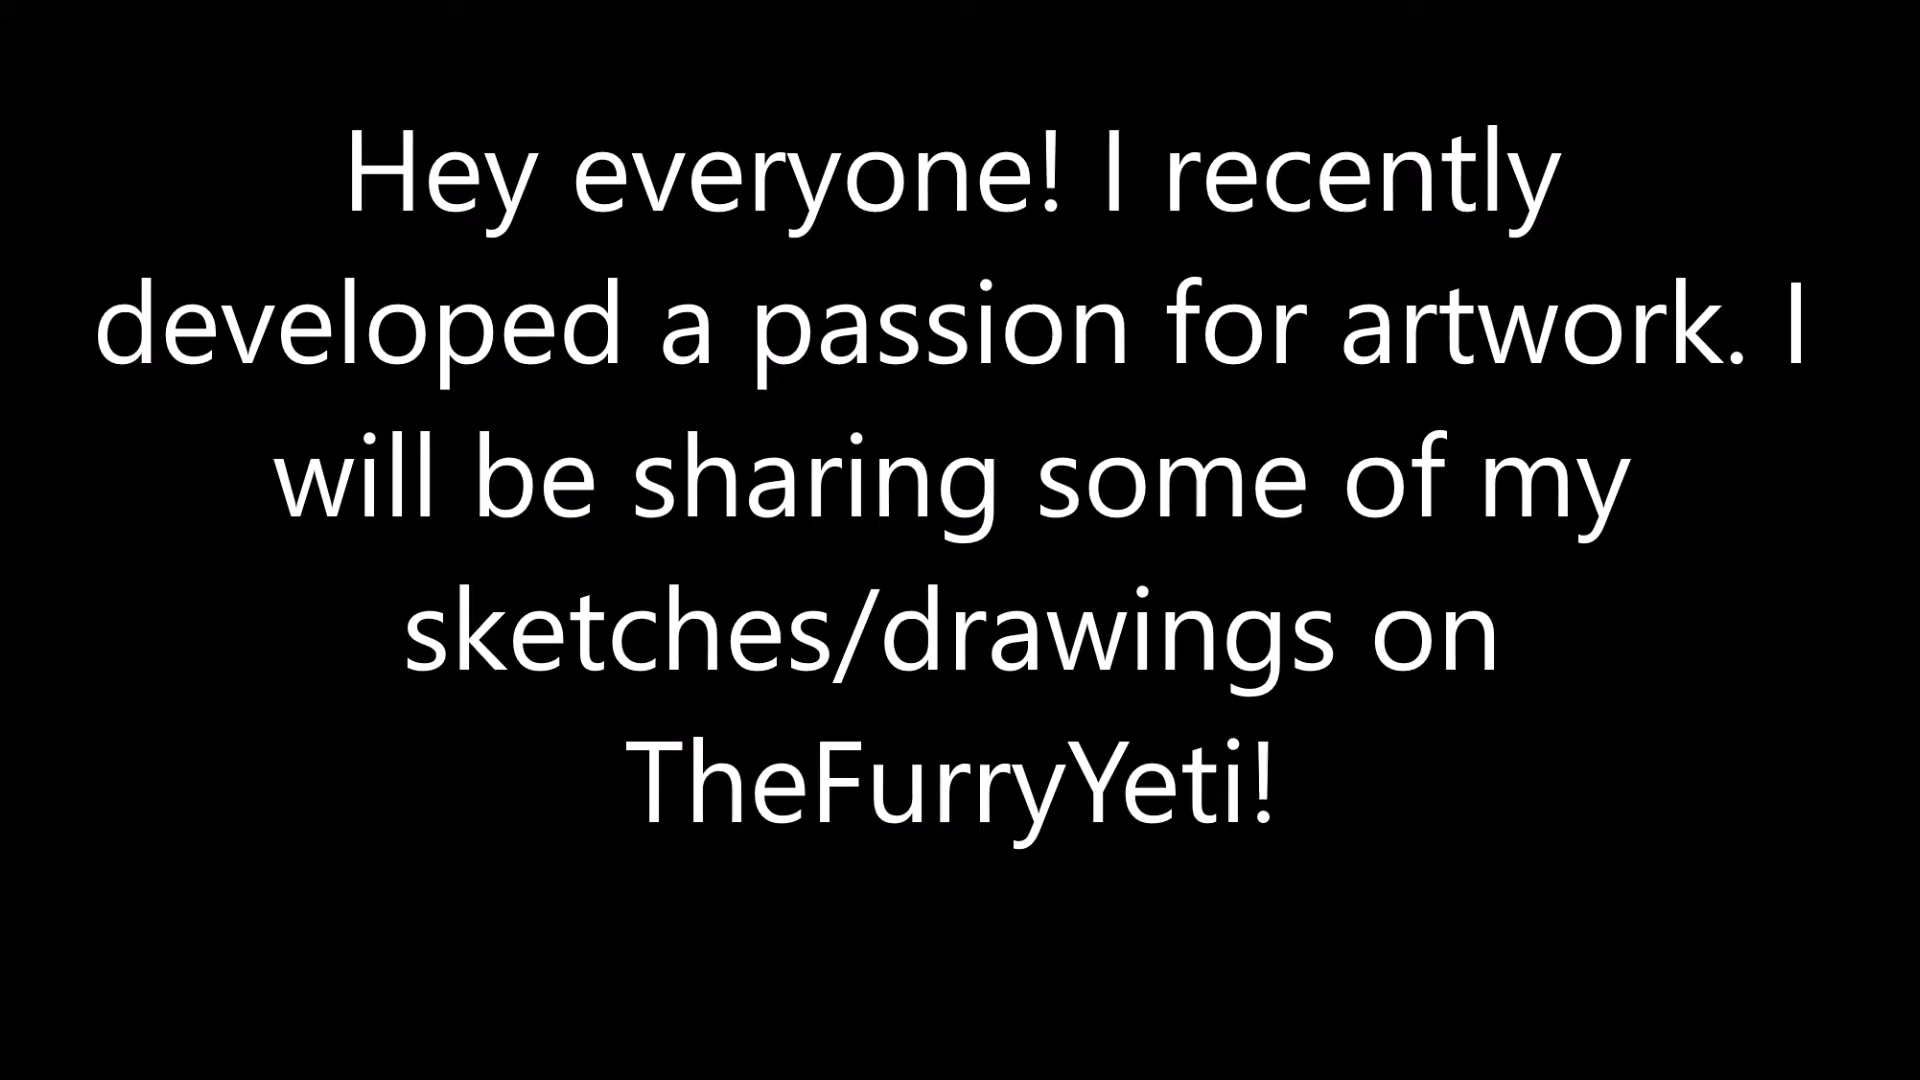 Hey everyone! I recently
developed a passion for artwork. I
will be sharing some of my
sketches/drawings on
TheFurryYeti!